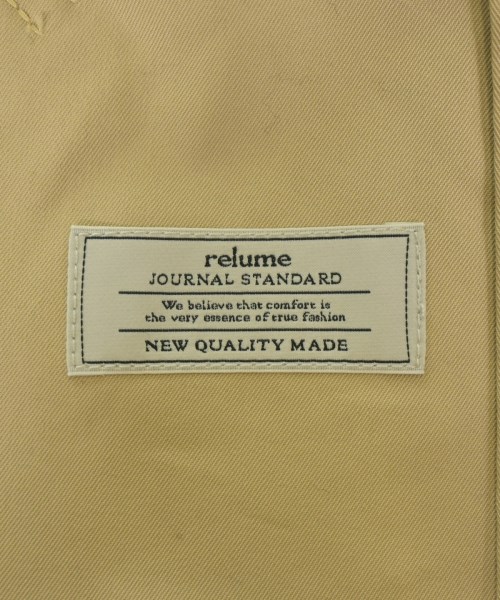 relume
JOURNAL STANDARD
We believe that comfort is
the very essence of true fashion
NEW QUALITY MADE